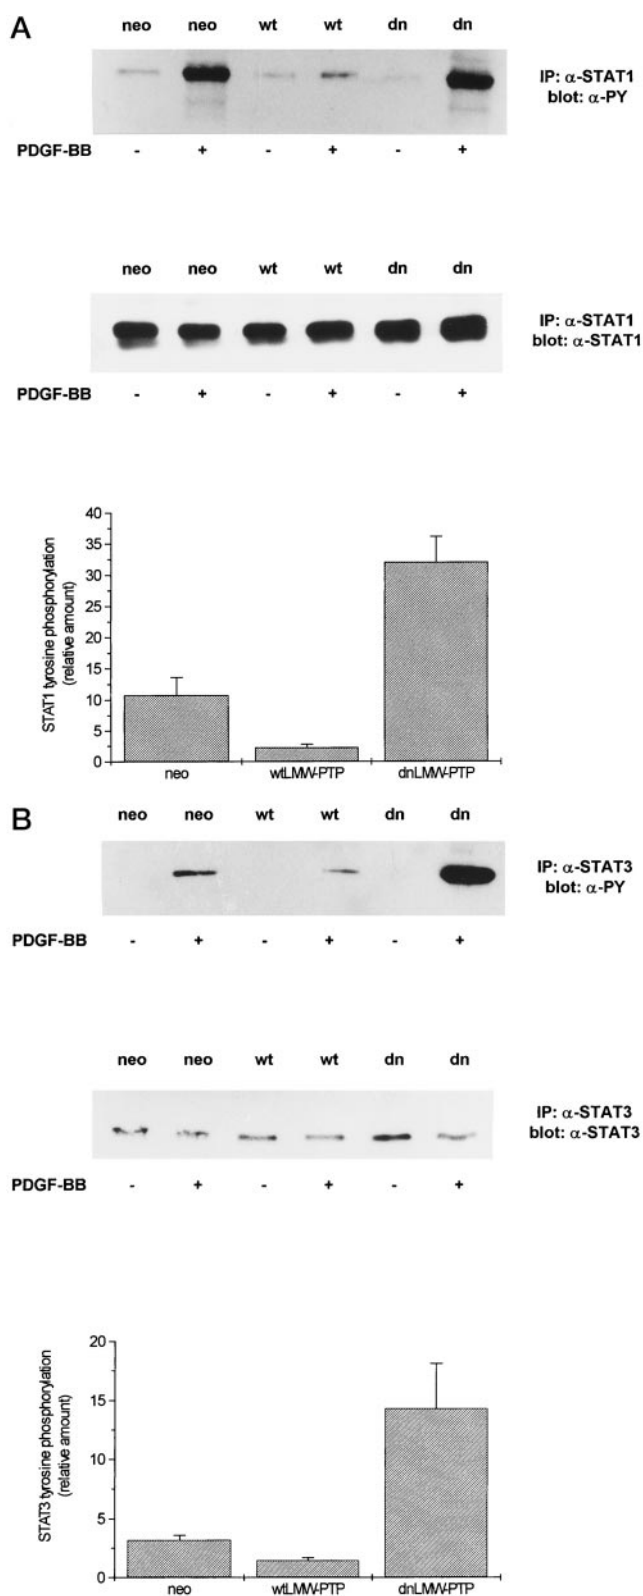 A
neo neo wt wt dn dn
IP: α-STAT1
blot: α-PY
PDGF-BB - + - + - +
neo neo wt wt dn dn
IP: α-STAT1
blot: α-STAT1
PDGF-BB - + - + - +
STAT1 tyrosine phosphorylation
(relative amount)
40
35
30
25
20
15
10
5
0
neo wtLMW-PTP dnLMW-PTP
B
neo neo wt wt dn dn
IP: α-STAT3
blot: α-PY
PDGF-BB - + - + - +
neo neo wt wt dn dn
IP: α-STAT3
blot: α-STAT3
PDGF-BB - + - + - +
STAT3 tyrosine phosphorylation
(relative amount)
20
15
10
5
0
neo wtLMW-PTP dnLMW-PTP